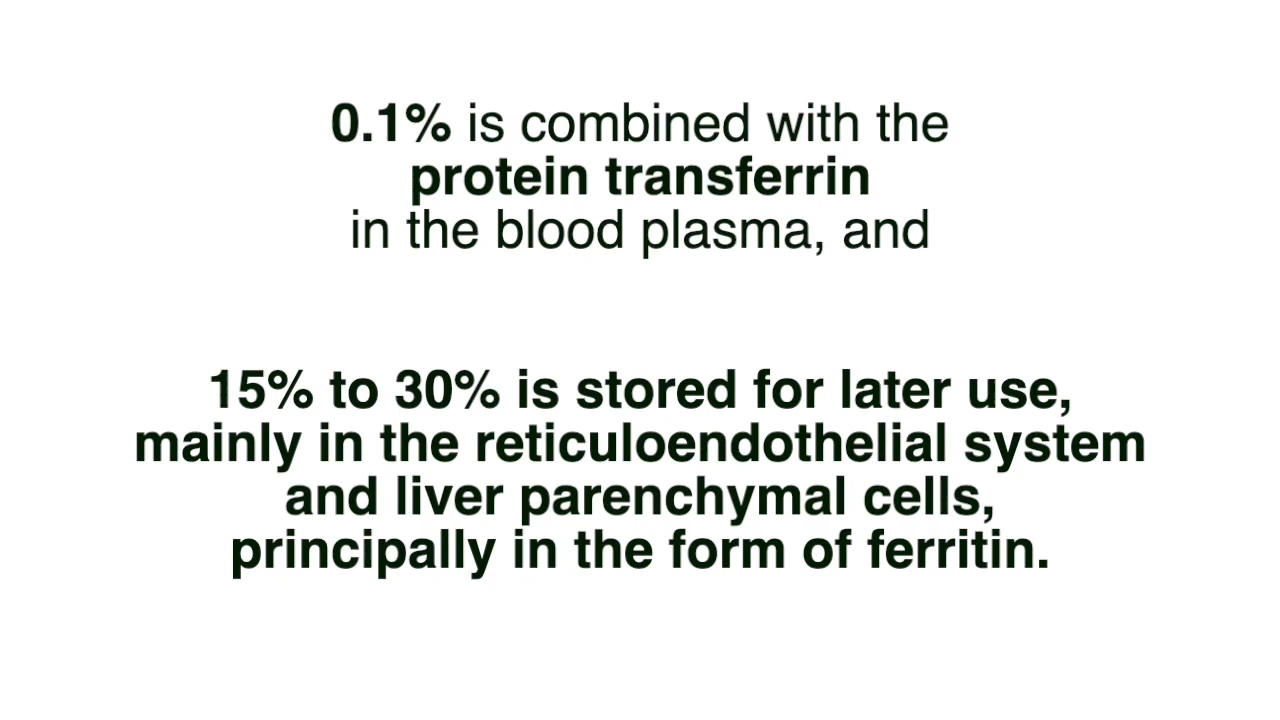 0.1% is combined with the
protein transferrin
in the blood plasma, and
15% to 30% is stored for later use,
mainly in the reticuloendothelial system
and liver parenchymal cells,
principally in the form of ferritin.